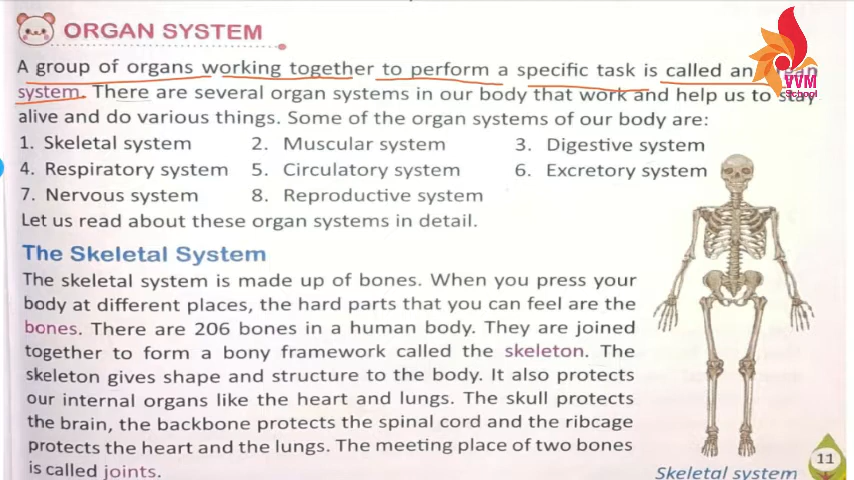 ORGAN SYSTEM
A group of organs working together to perform a specific task is called an organ
system. There are several organ systems in our body that work and help us to stay
alive and do various things. Some of the organ systems of our body are:
1. Skeletal system 2. Muscular system 3. Digestive system
4. Respiratory system 5. Circulatory system 6. Excretory system
7. Nervous system 8. Reproductive system
Let us read about these organ systems in detail.
The Skeletal System
The skeletal system is made up of bones. When you press your
body at different places, the hard parts that you can feel are the
bones. There are 206 bones in a human body. They are joined
together to form a bony framework called the skeleton. The
skeleton gives shape and structure to the body. It also protects
our internal organs like the heart and lungs. The skull protects
the brain, the backbone protects the spinal cord and the ribcage
protects the heart and the lungs. The meeting place of two bones
is called joints.
Skeletal system
11
VVM
School